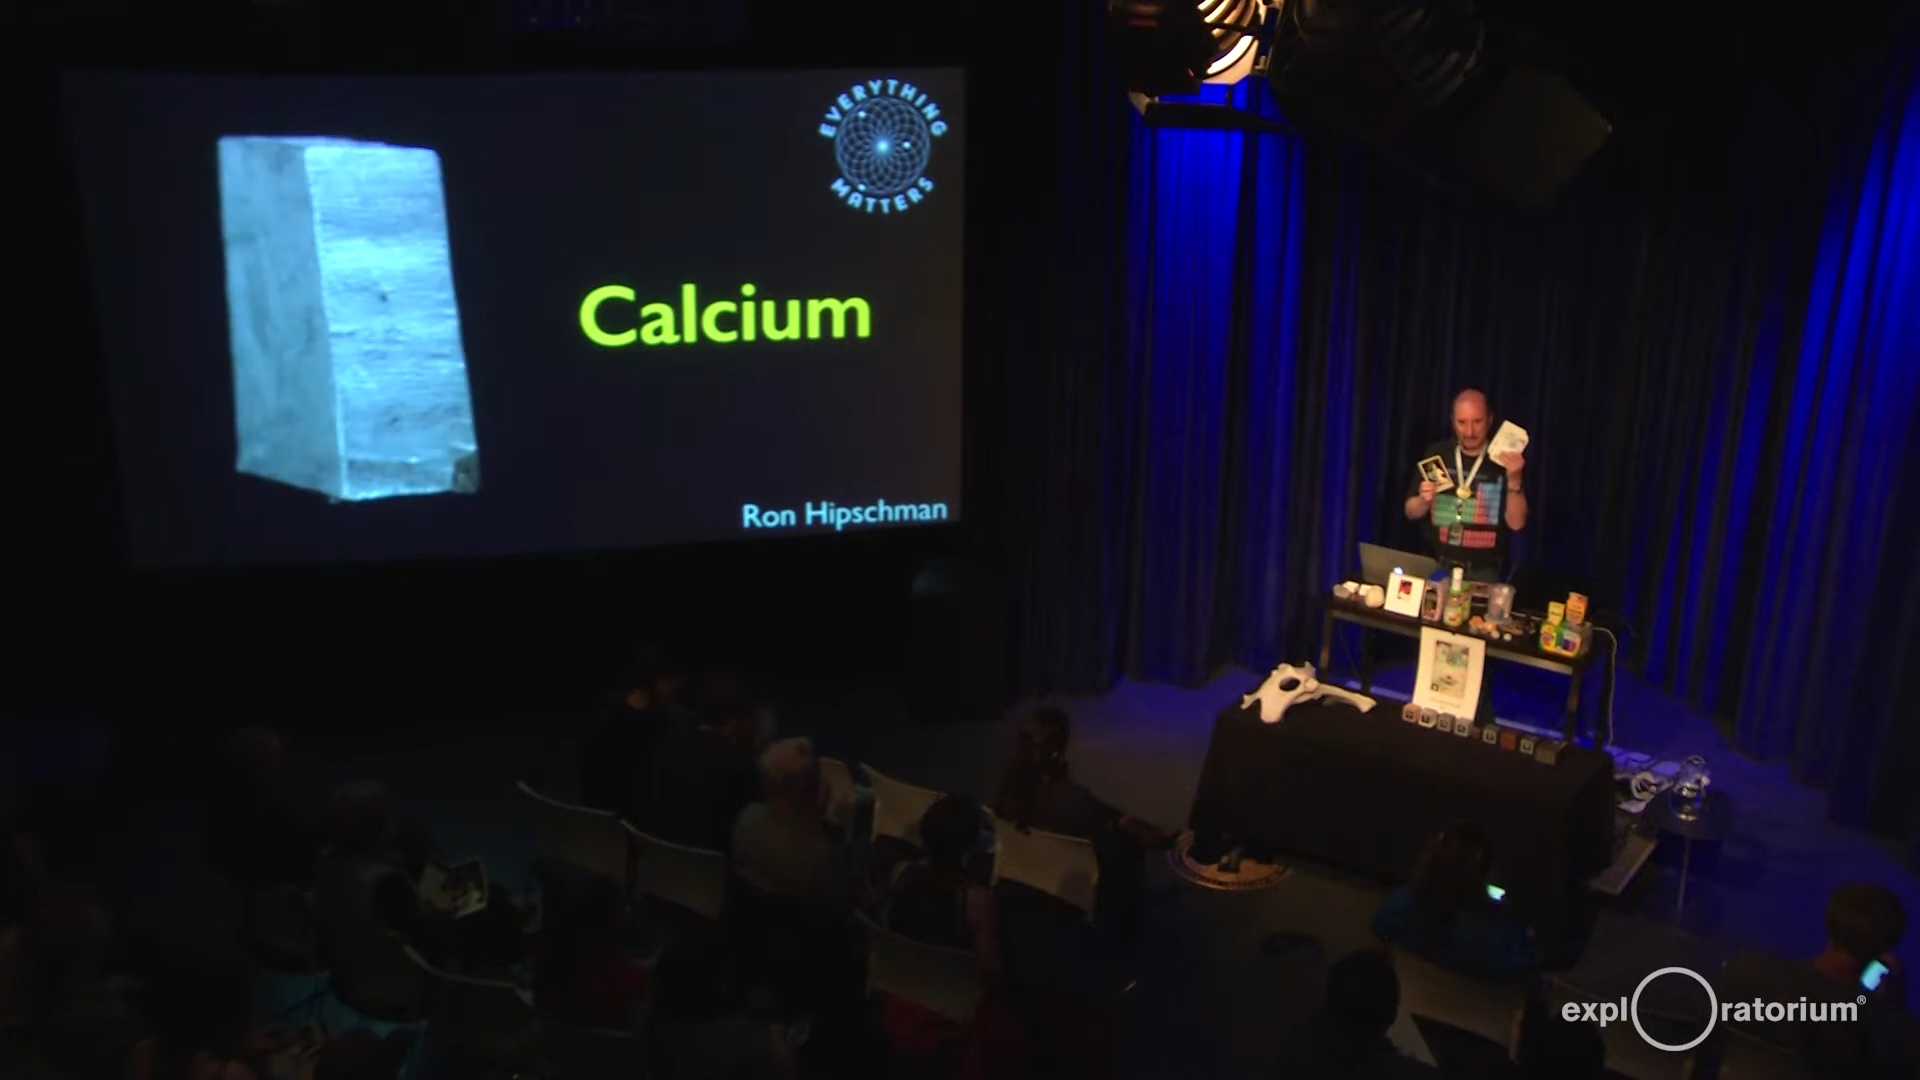 EVERYTHING
MATTERS
Calcium
Ron Hipschman
exploratorium®